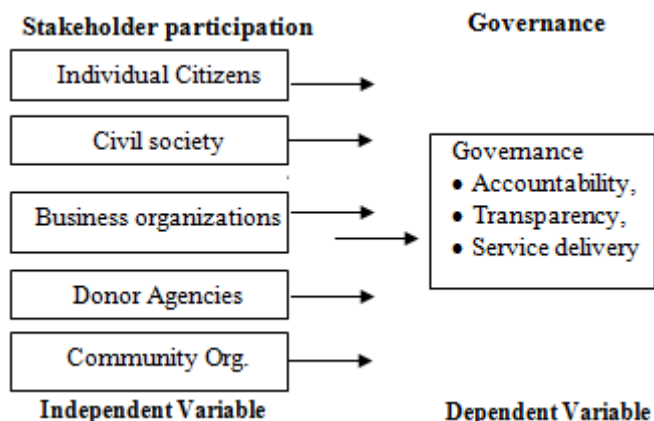 Stakeholder participation
Individual Citizens
Civil society
Business organizations
Donor Agencies
Community Org.
Independent Variable
Governance
Governance
• Accountability,
• Transparency,
• Service delivery
Dependent Variable